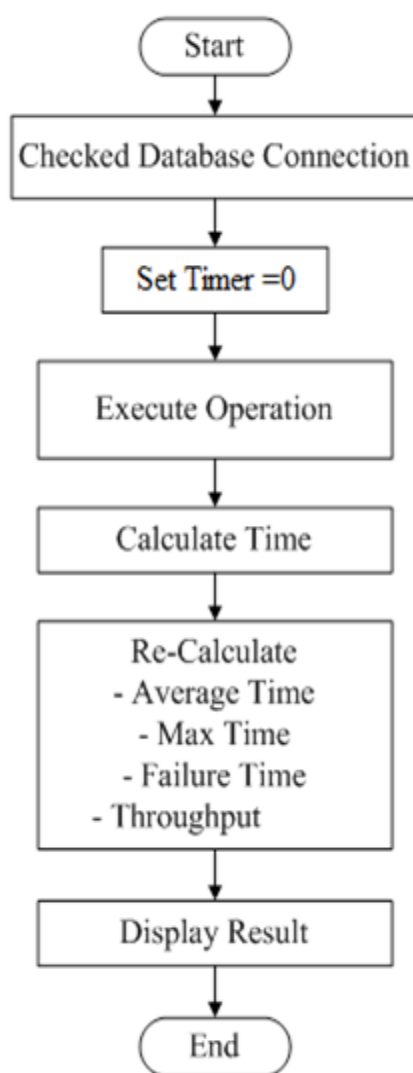 Start
Checked Database Connection
Set Timer =0
Execute Operation
Calculate Time
Re-Calculate
- Average Time
- Max Time
- Failure Time
- Throughput
Display Result
End